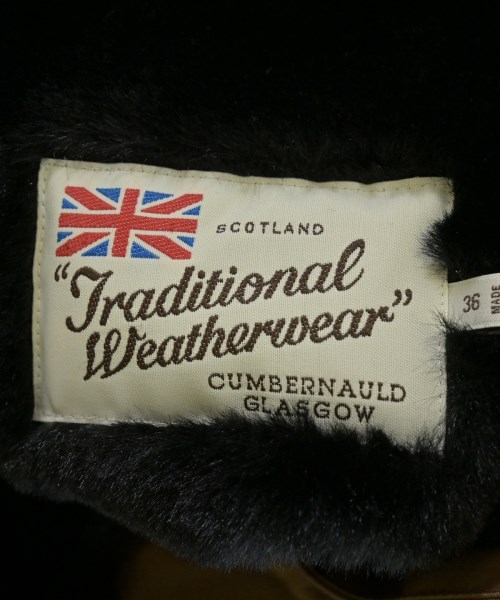 SCOTLAND
"Traditional
Weatherwear"
CUMBERNAULD
GLASGOW
36
MADE